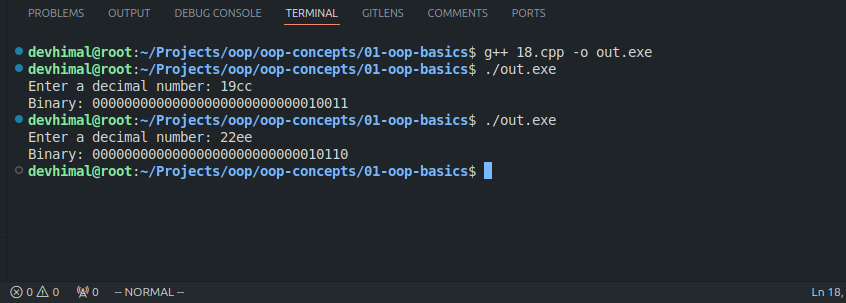 PROBLEMS OUTPUT DEBUG CONSOLE TERMINAL GITLENS COMMENTS PORTS
devhimal@root:~/Projects/oop/oop-concepts/01-oop-basics$ g++ 18.cpp -o out.exe
devhimal@root:~/Projects/oop/oop-concepts/01-oop-basics$ ./out.exe
Enter a decimal number: 19cc
Binary: 00000000000000000000000000010011
devhimal@root:~/Projects/oop/oop-concepts/01-oop-basics$ ./out.exe
Enter a decimal number: 22ee
Binary: 00000000000000000000000000010110
devhimal@root:~/Projects/oop/oop-concepts/01-oop-basics$
0 0 0 -- NORMAL -- Ln 18,